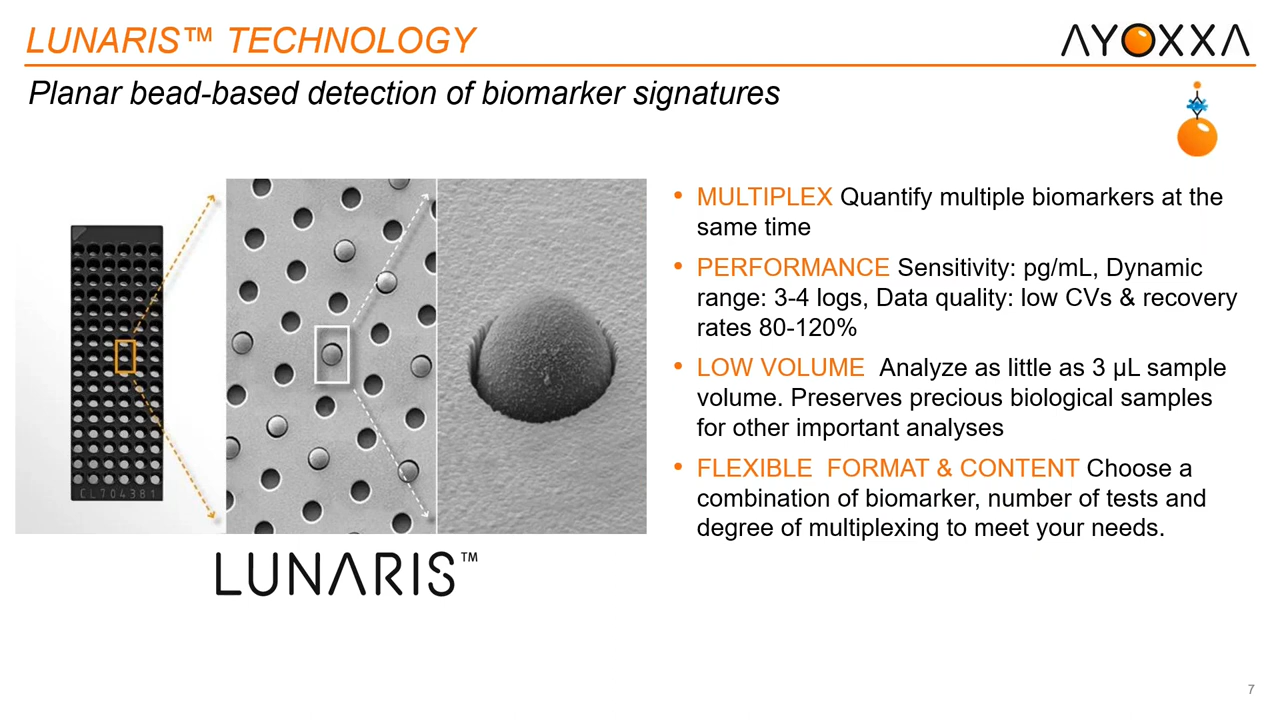 LUNARIS™ TECHNOLOGY
AYOXXA
Planar bead-based detection of biomarker signatures
• MULTIPLEX Quantify multiple biomarkers at the
same time
• PERFORMANCE Sensitivity: pg/mL, Dynamic
range: 3-4 logs, Data quality: low CVs & recovery
rates 80-120%
• LOW VOLUME  Analyze as little as 3 µL sample
volume. Preserves precious biological samples
for other important analyses
• FLEXIBLE  FORMAT & CONTENT Choose a
combination of biomarker, number of tests and
degree of multiplexing to meet your needs.
CL704381
LUNARIS™
7